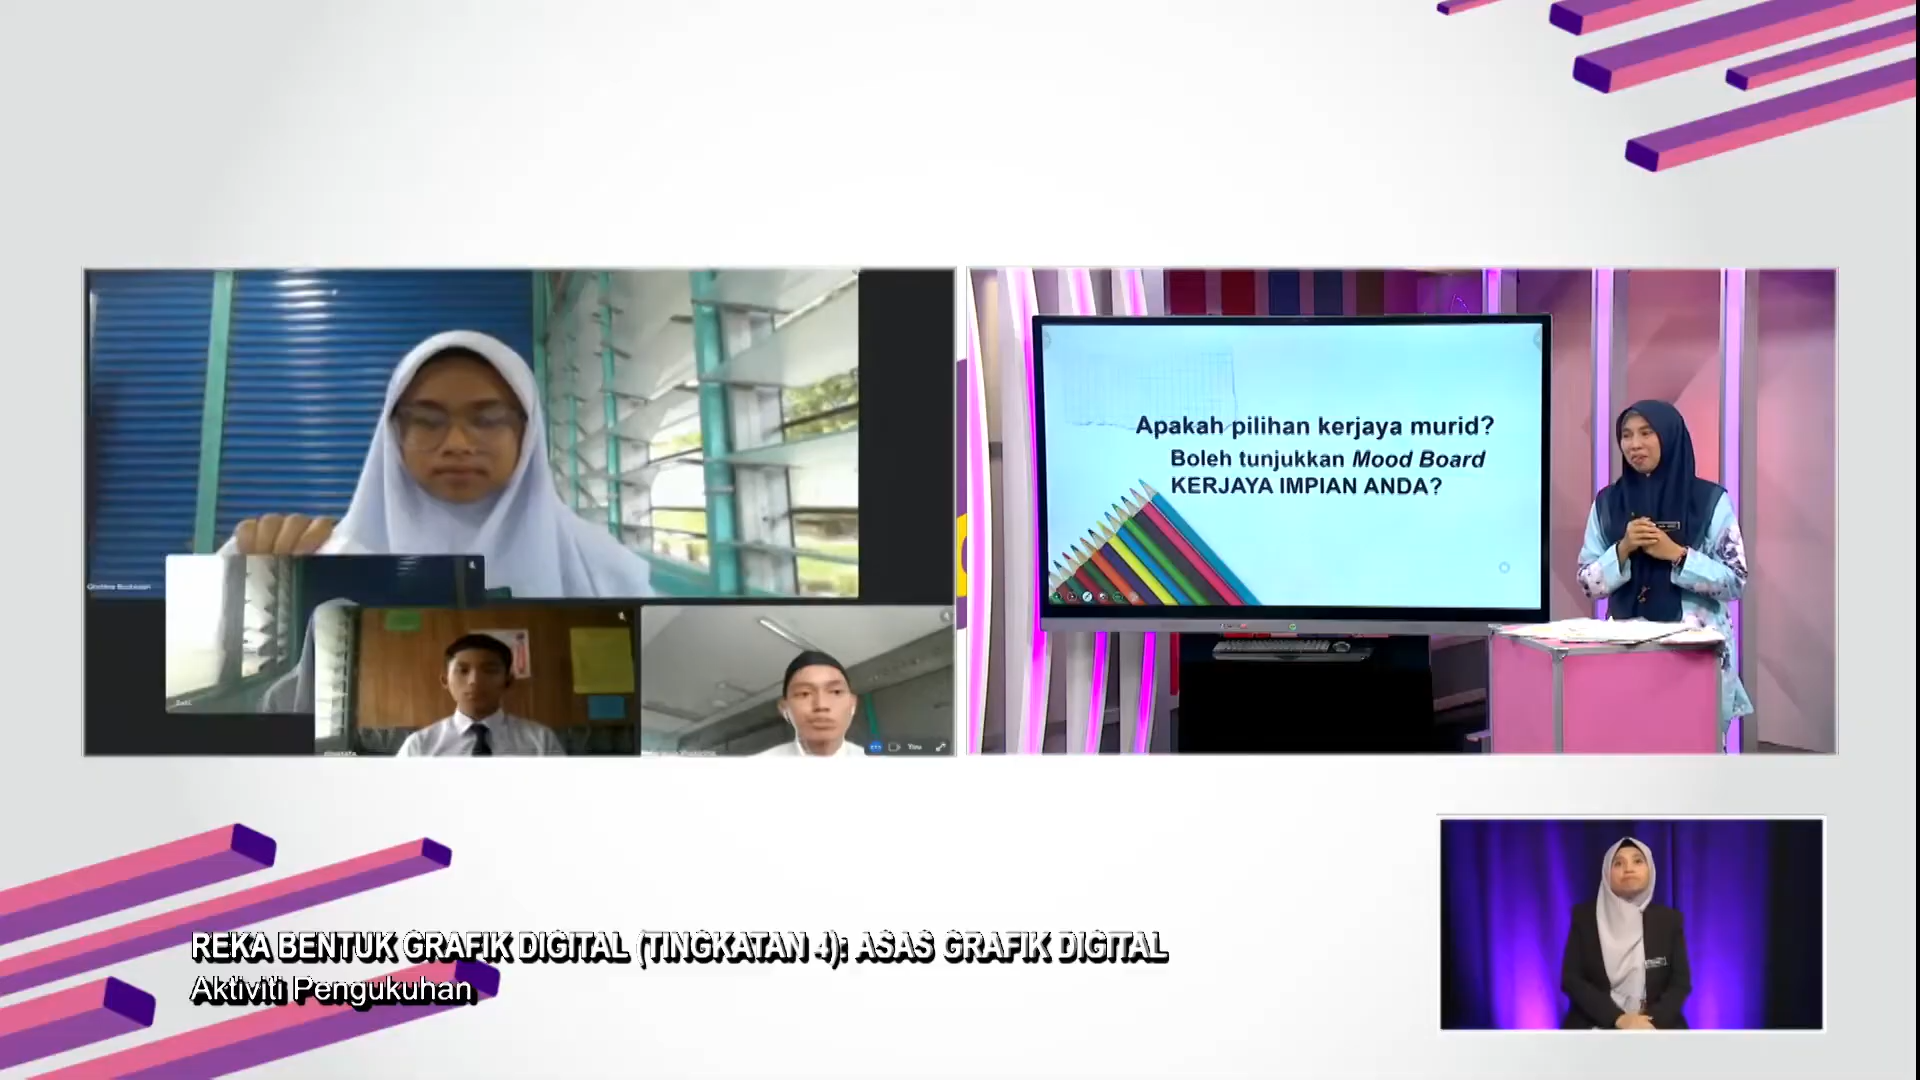 Apakah pilihan kerjaya murid?
Boleh tunjukkan Mood Board
KERJAYA IMPIAN ANDA?
You
REKA BENTUK GRAFIK DIGITAL (TINGKATAN 4): ASAS GRAFIK DIGITAL
Aktiviti Pengukuhan